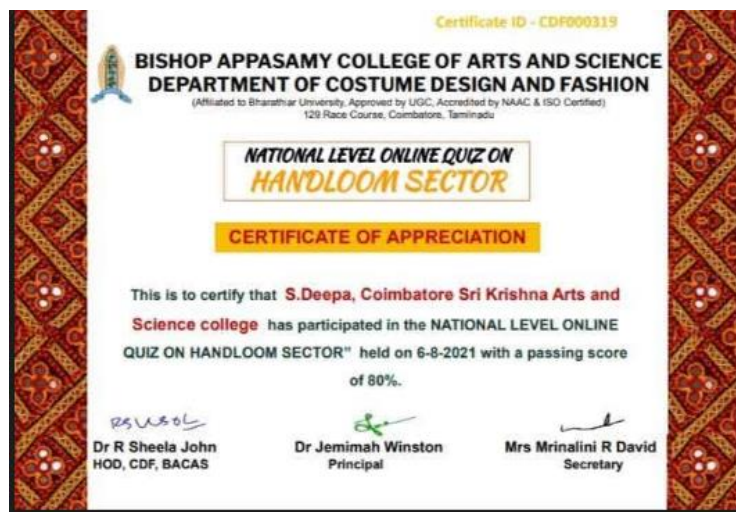 Certificate ID - CDF000319
BISHOP APPASAMY COLLEGE OF ARTS AND SCIENCE
DEPARTMENT OF COSTUME DESIGN AND FASHION
(Affiliated to Bharathiar University, Approved by UGC, Accredited by NAAC & ISO Certified)
129 Race Course, Coimbatore, Tamilnadu
NATIONAL LEVEL ONLINE QUIZ ON
HANDLOOM SECTOR
CERTIFICATE OF APPRECIATION
This is to certify that S.Deepa, Coimbatore Sri Krishna Arts and
Science college has participated in the NATIONAL LEVEL ONLINE
QUIZ ON HANDLOOM SECTOR" held on 6-8-2021 with a passing score
of 80%.
Dr R Sheela John
HOD, CDF, BACAS
Dr Jemimah Winston
Principal
Mrs Mrinalini R David
Secretary